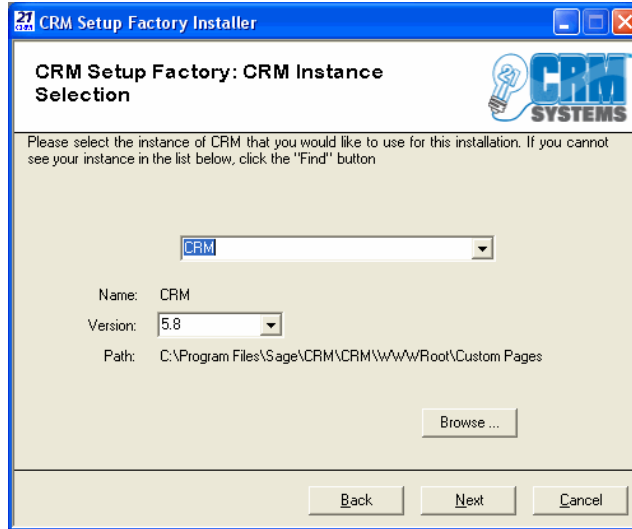 21 CRM Setup Factory Installer
CRM Setup Factory: CRM Instance
Selection
21 CRM
SYSTEMS
Please select the instance of CRM that you would like to use for this installation. If you cannot
see your instance in the list below, click the "Find" button
CRM
Name: CRM
Version: 5.8
Path: C:\Program Files\Sage\CRM\CRM\WWWRoot\Custom Pages
Browse ...
Back Next Cancel